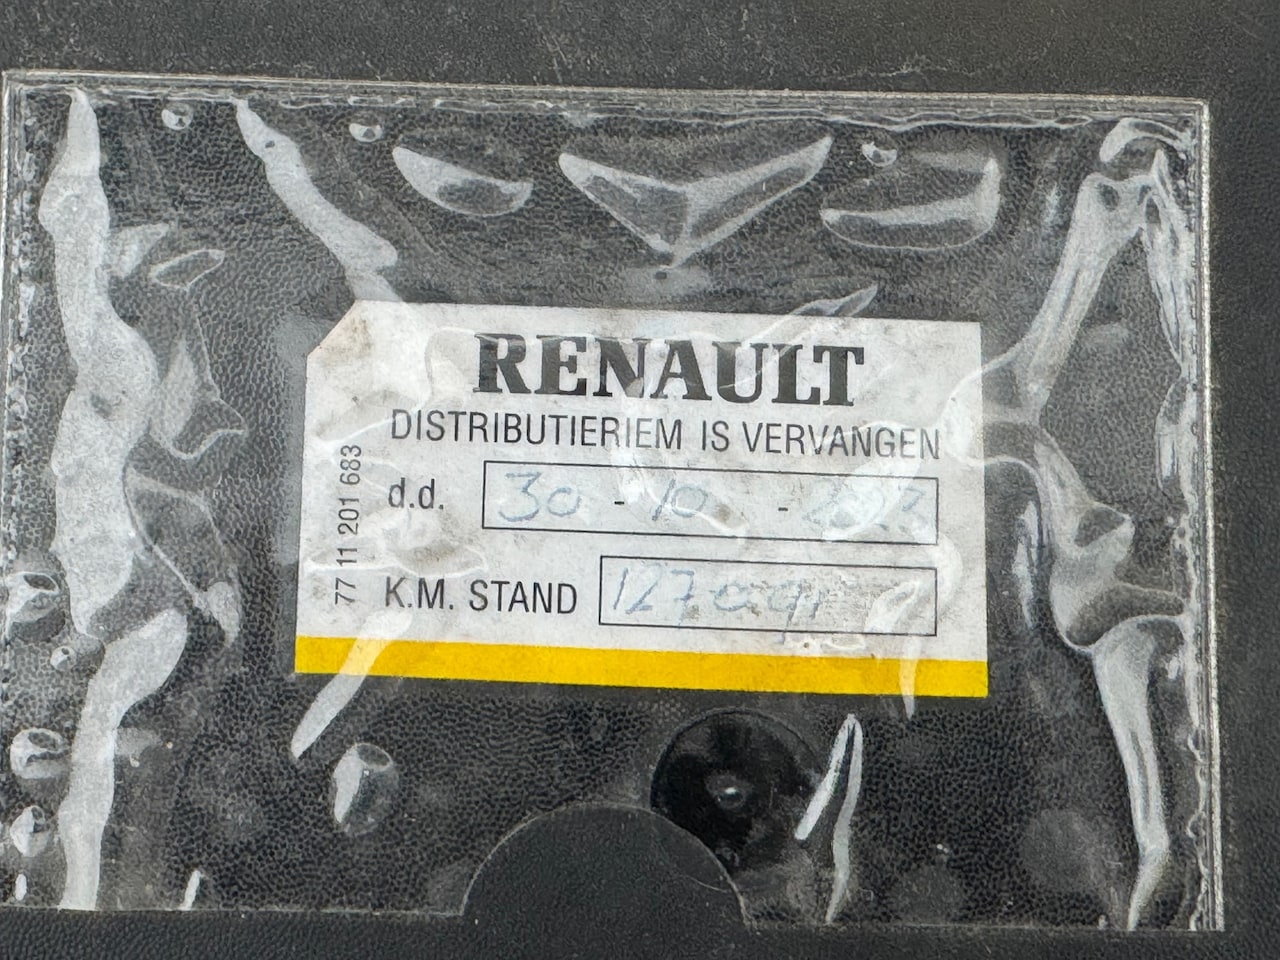 RENAULT
DISTRIBUTIERIEM IS VERVANGEN
d.d. 30 - 10 -
K.M. STAND
77 11 201 683